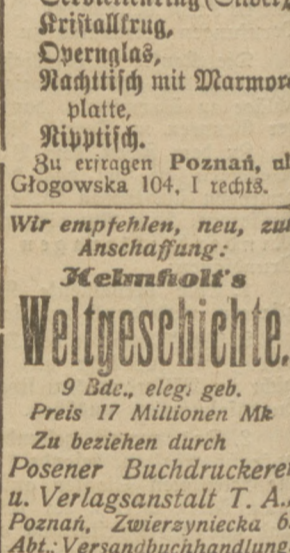 Kristallkrug,
Opernglas,
Nachttisch mit Marmor
platte,
Nipptisch.
Zu erfragen Poznań, ul
Głogowska 104, I rechts.
Wir empfehlen, neu, zur
Anschaffung:
Helmholt's
Weltgeschichte.
9 Bde., eleg. geb.
Preis 17 Millionen Mk
Zu beziehen durch
Posener Buchdruckerei
u. Verlagsanstalt T. A.
Poznań, Zwierzyniecka 6
Abt.: Versandbuchhandlung